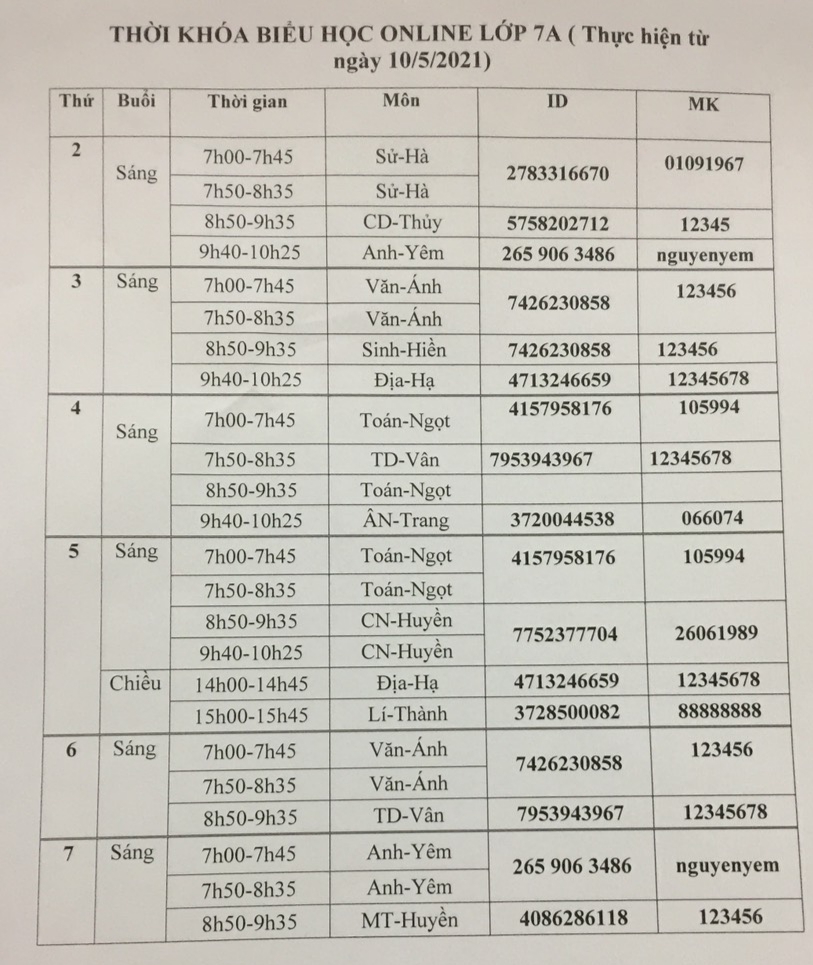 THỜI KHÓA BIỂU HỌC ONLINE LỚP 7A ( Thực hiện từ
ngày 10/5/2021)
Thứ Buổi Thời gian Môn ID MK
2 Sáng 7h00-7h45 Sử-Hà 2783316670 01091967
7h50-8h35 Sử-Hà
8h50-9h35 CD-Thủy 5758202712 12345
9h40-10h25 Anh-Yêm 265 906 3486 nguyenyem
3 Sáng 7h00-7h45 Văn-Ánh 7426230858 123456
7h50-8h35 Văn-Ánh
8h50-9h35 Sinh-Hiền 7426230858 123456
9h40-10h25 Địa-Hạ 4713246659 12345678
4 Sáng 7h00-7h45 Toán-Ngọt 4157958176 105994
7h50-8h35 TD-Vân 7953943967 12345678
8h50-9h35 Toán-Ngọt
9h40-10h25 ÂN-Trang 3720044538 066074
5 Sáng 7h00-7h45 Toán-Ngọt 4157958176 105994
7h50-8h35 Toán-Ngọt
8h50-9h35 CN-Huyền 7752377704 26061989
9h40-10h25 CN-Huyền
Chiều 14h00-14h45 Địa-Hạ 4713246659 12345678
15h00-15h45 Lí-Thành 3728500082 88888888
6 Sáng 7h00-7h45 Văn-Ánh 7426230858 123456
7h50-8h35 Văn-Ánh
8h50-9h35 TD-Vân 7953943967 12345678
7 Sáng 7h00-7h45 Anh-Yêm 265 906 3486 nguyenyem
7h50-8h35 Anh-Yêm
8h50-9h35 MT-Huyền 4086286118 123456